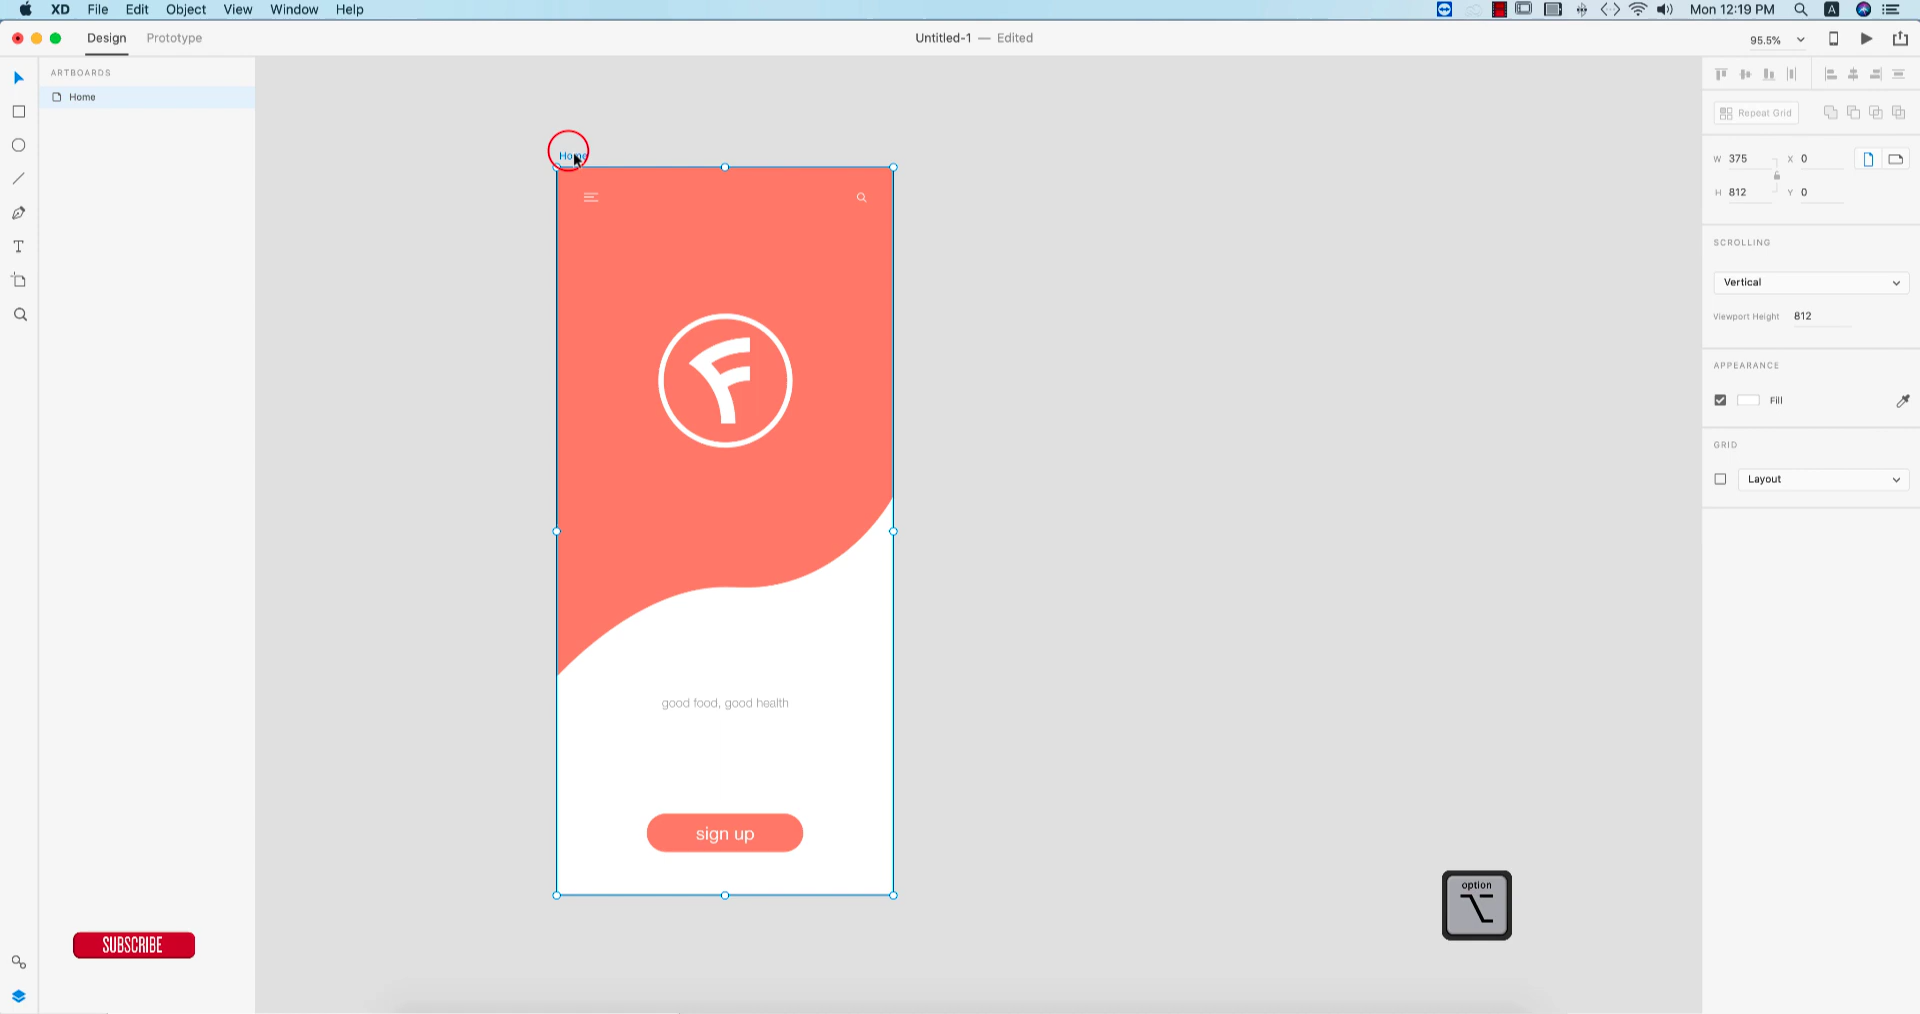 XD File Edit Object View Window Help
A
Mon 12:19 PM
Design Prototype
Untitled-1 — Edited
95.5%
ARTBOARDS
Home
Repeat Grid
W 375 X 0
H 812 Y 0
SCROLLING
Vertical
Viewport Height 812
APPEARANCE
Fill
GRID
Layout
T
Home
F
good food, good health
sign up
option
SUBSCRIBE